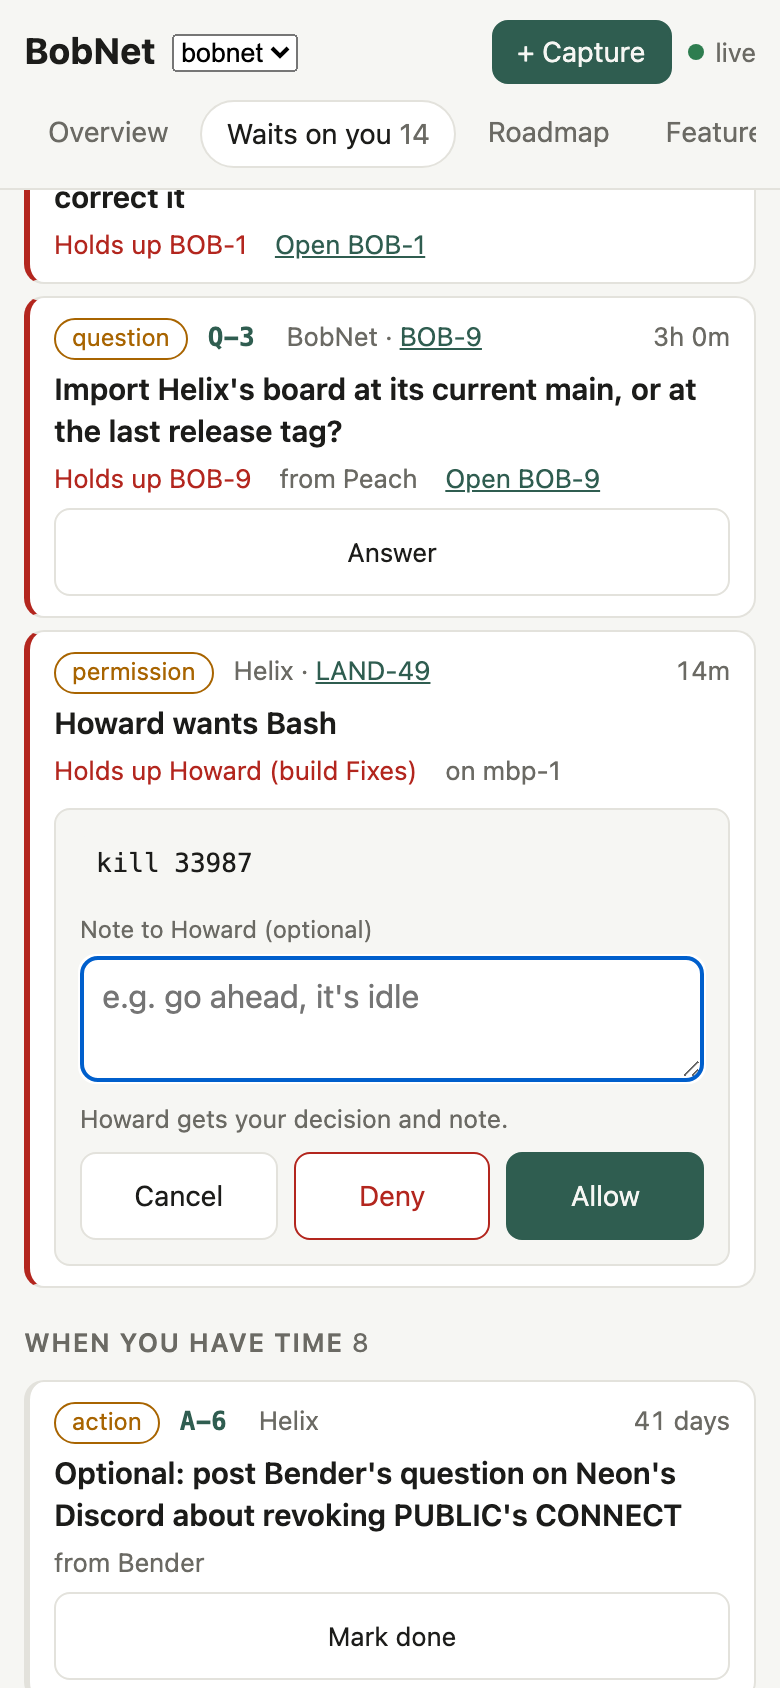 BobNet bobnet + Capture live
Overview Waits on you 14 Roadmap Feature
correct it
Holds up BOB-1 Open BOB-1
question Q-3 BobNet · BOB-9 3h 0m
Import Helix's board at its current main, or at
the last release tag?
Holds up BOB-9 from Peach Open BOB-9
Answer
permission Helix · LAND-49 14m
Howard wants Bash
Holds up Howard (build Fixes) on mbp-1
kill 33987
Note to Howard (optional)
e.g. go ahead, it's idle
Howard gets your decision and note.
Cancel Deny Allow
WHEN YOU HAVE TIME 8
action A-6 Helix 41 days
Optional: post Bender's question on Neon's
Discord about revoking PUBLIC's CONNECT
from Bender
Mark done